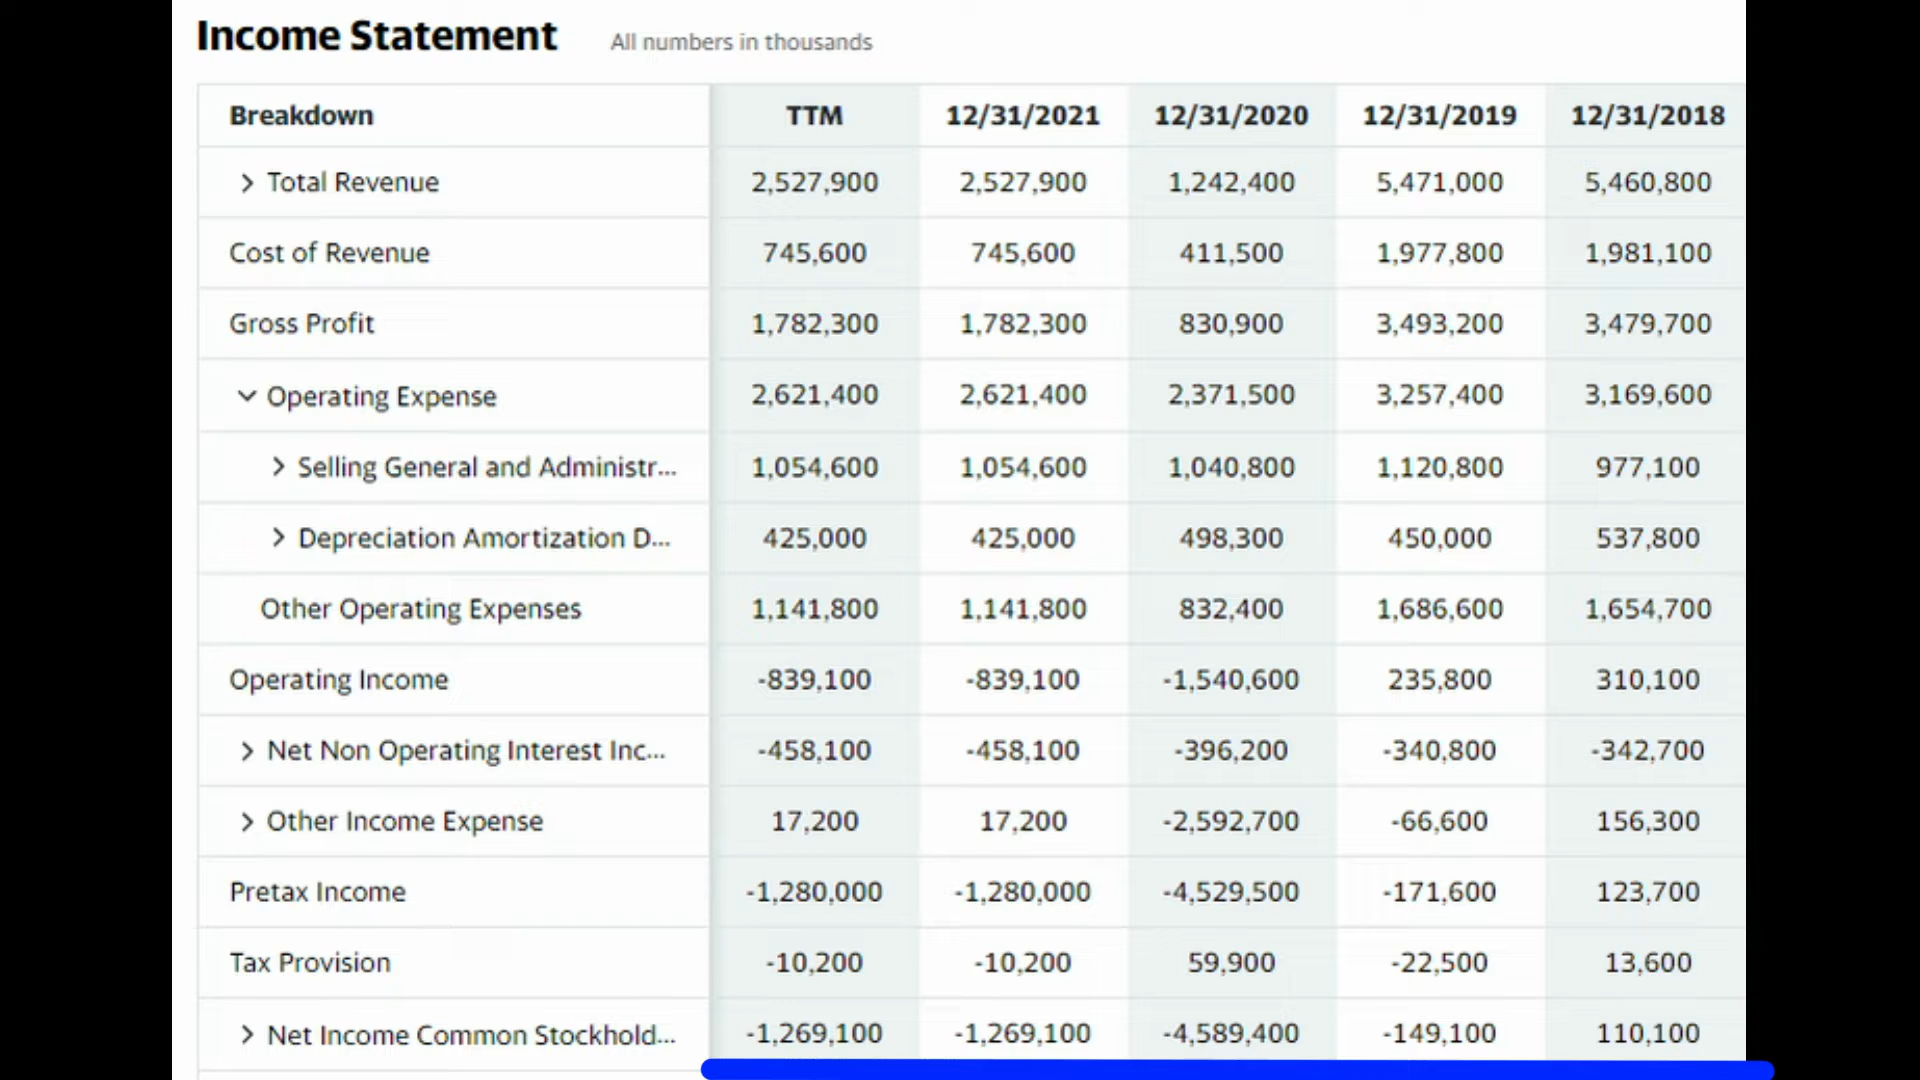 Income Statement All numbers in thousands
Breakdown TTM 12/31/2021 12/31/2020 12/31/2019 12/31/2018
Total Revenue 2,527,900 2,527,900 1,242,400 5,471,000 5,460,800
Cost of Revenue 745,600 745,600 411,500 1,977,800 1,981,100
Gross Profit 1,782,300 1,782,300 830,900 3,493,200 3,479,700
Operating Expense 2,621,400 2,621,400 2,371,500 3,257,400 3,169,600
Selling General and Administr... 1,054,600 1,054,600 1,040,800 1,120,800 977,100
Depreciation Amortization D... 425,000 425,000 498,300 450,000 537,800
Other Operating Expenses 1,141,800 1,141,800 832,400 1,686,600 1,654,700
Operating Income -839,100 -839,100 -1,540,600 235,800 310,100
Net Non Operating Interest Inc... -458,100 -458,100 -396,200 -340,800 -342,700
Other Income Expense 17,200 17,200 -2,592,700 -66,600 156,300
Pretax Income -1,280,000 -1,280,000 -4,529,500 -171,600 123,700
Tax Provision -10,200 -10,200 59,900 -22,500 13,600
Net Income Common Stockhold... -1,269,100 -1,269,100 -4,589,400 -149,100 110,100